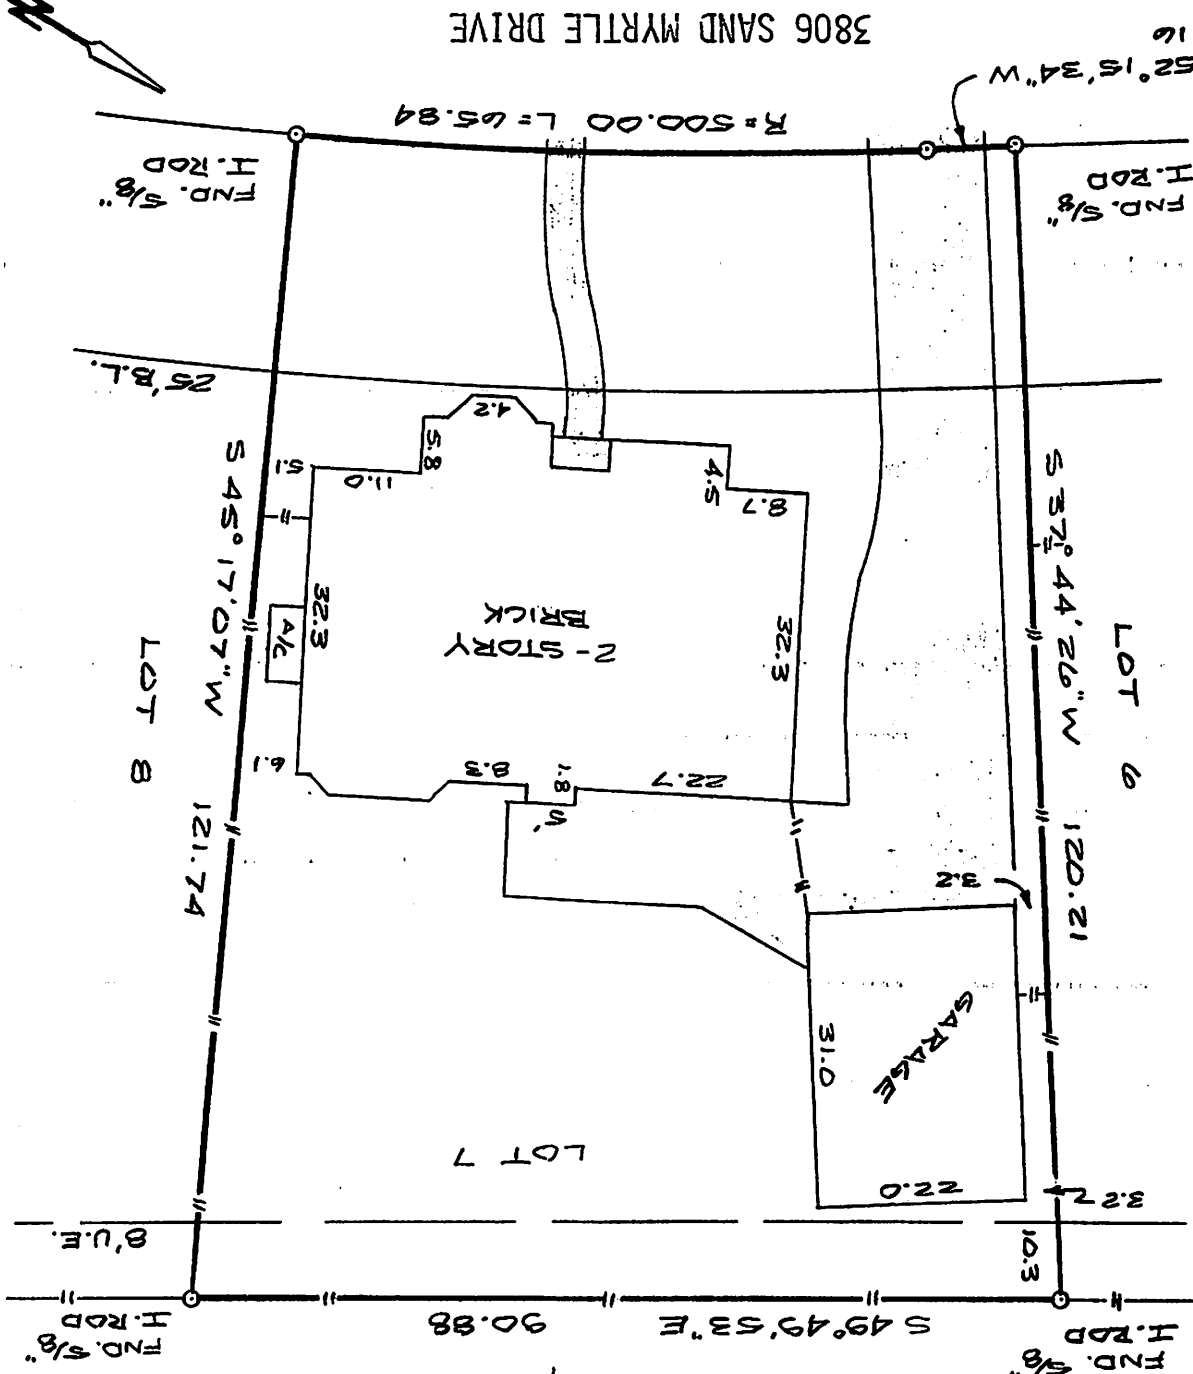 FND. 5/8"
I. ROD
S 49°49'53"E 90.88
FND. 5/8"
I. ROD
10.3
8' U.E.
3.2
22.0
LOT 7
GARAGE
31.0
3.2
120.21
121.74
5'
1.8
22.7
8.3
6.1
LOT 6
LOT 8
S 37° 44' 26" W
S 45° 17' 07" W
2-STORY
BRICK
32.3
32.3
A/C
8.7
4.5
11.0
5.1
5.8
4.2
25' B.L.
FND. 5/8"
I. ROD
FND. 5/8"
I. ROD
R=500.00 L=65.84
52°15'34"W
3806 SAND MYRTLE DRIVE